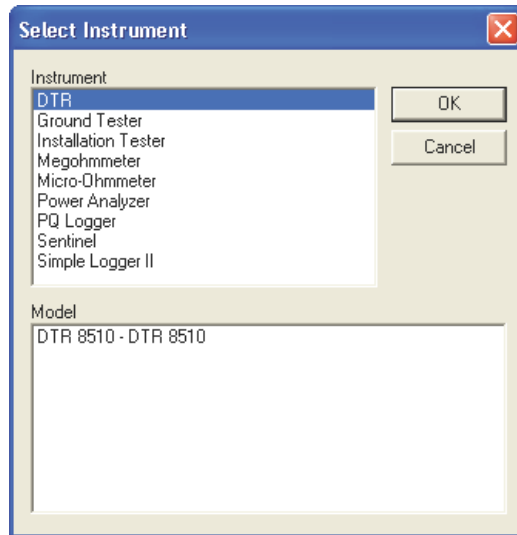 Select Instrument
Instrument
DTR
Ground Tester
Installation Tester
Megohmmeter
Micro-Ohmmeter
Power Analyzer
PQ Logger
Sentinel
Simple Logger II
OK
Cancel
Model
DTR 8510 - DTR 8510